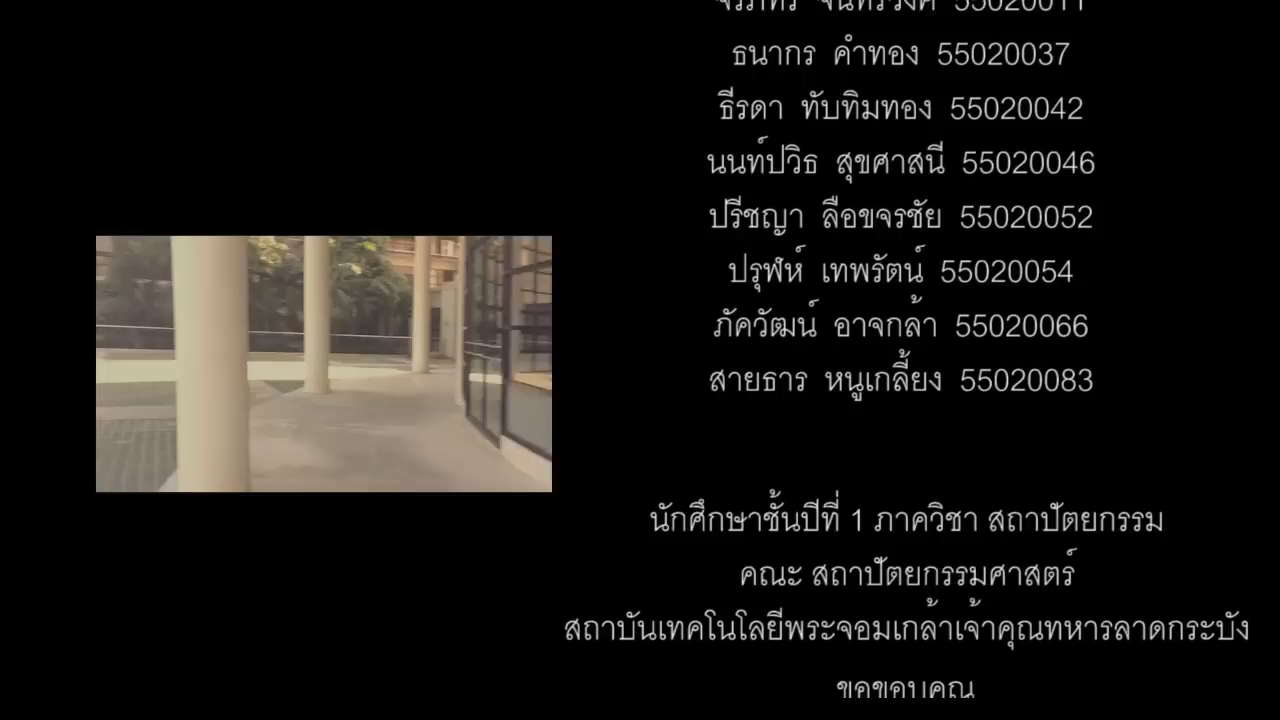 55020011
ธนากร คำทอง 55020037
ธีรดา ทับทิมทอง 55020042
นนท์ปวิธ สุขศาสนี 55020046
ปรีชญา ลือขจรชัย 55020052
ปรุฬห์ เทพรัตน์ 55020054
ภัควัฒน์ อาจกล้า 55020066
สายธาร หนูเกลี้ยง 55020083
นักศึกษาชั้นปีที่ 1 ภาควิชา สถาปัตยกรรม
คณะ สถาปัตยกรรมศาสตร์
สถาบันเทคโนโลยีพระจอมเกล้าเจ้าคุณทหารลาดกระบัง
ขอขอบคุณ